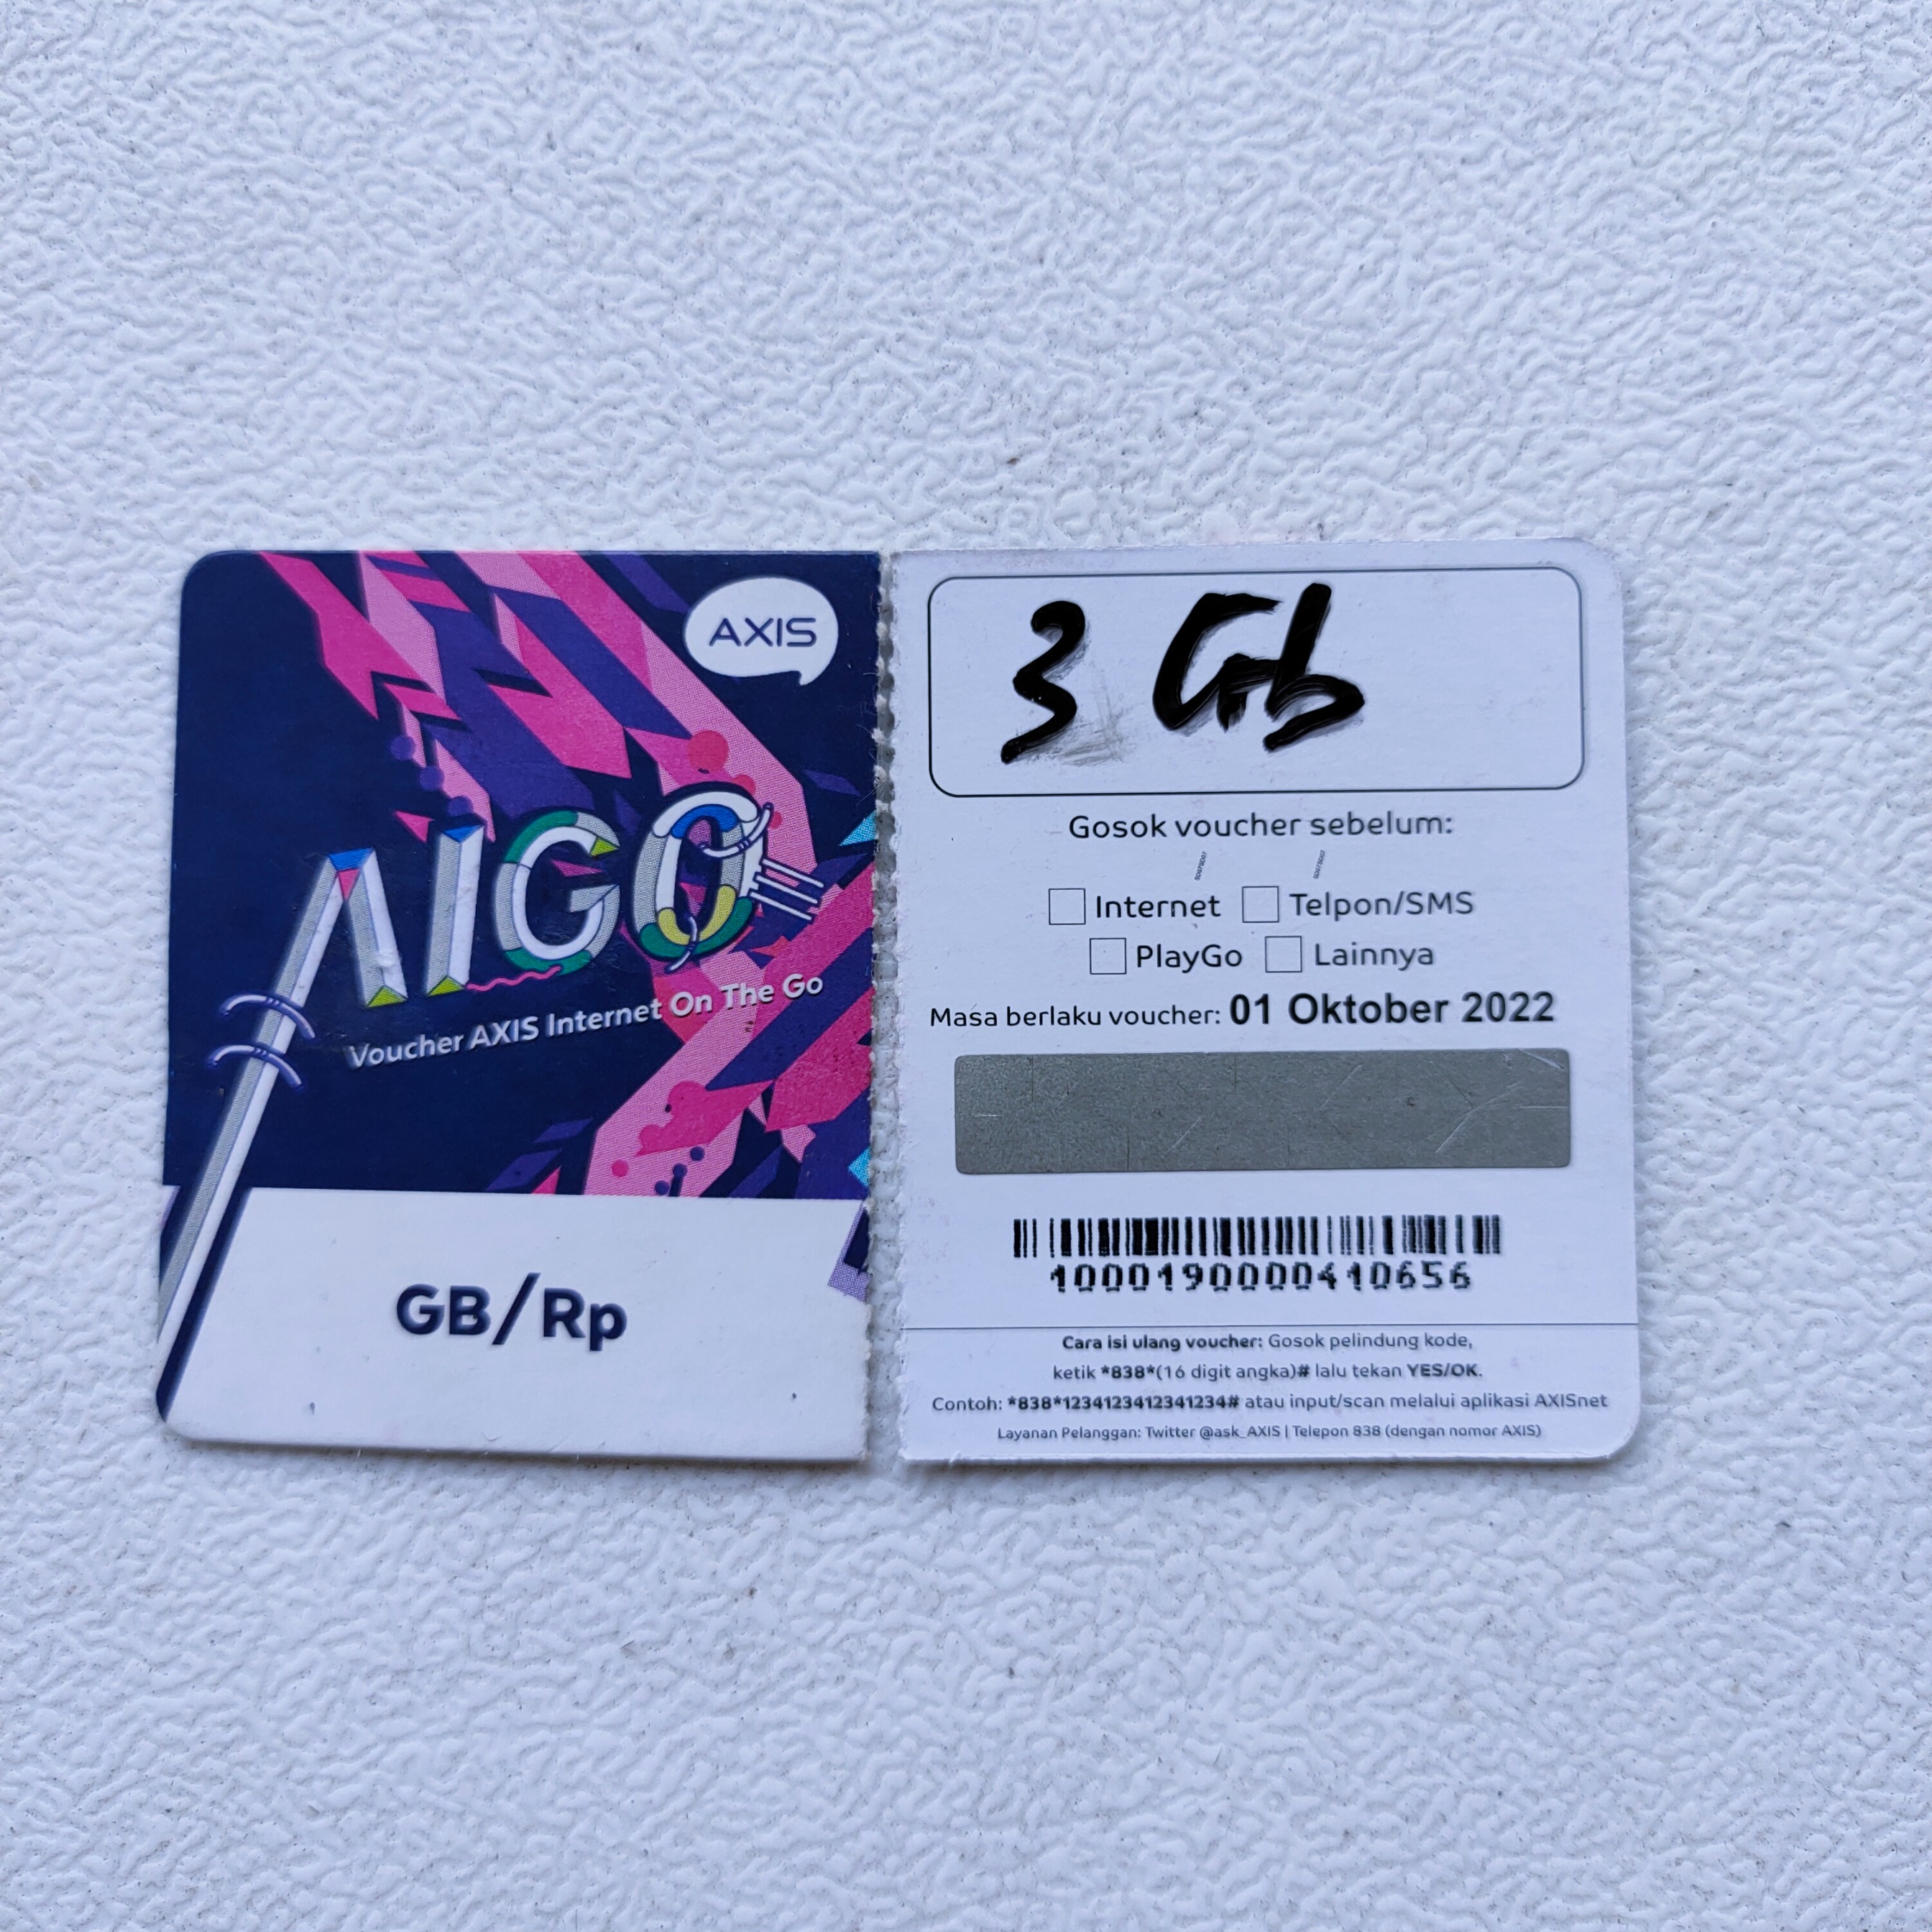 AXIS
AIGO
Voucher AXIS Internet On The Go
GB/Rp
3 Gb
Gosok voucher sebelum:
Internet Telpon/SMS
PlayGo Lainnya
Masa berlaku voucher: 01 Oktober 2022
1000190000410656
Cara isi ulang voucher: Gosok pelindung kode,
ketik *838*(16 digit angka)# lalu tekan YES/OK.
Contoh: *838*1234123412341234# atau input/scan melalui aplikasi AXISnet
Layanan Pelanggan: Twitter @ask_AXIS | Telepon 838 (dengan nomor AXIS)